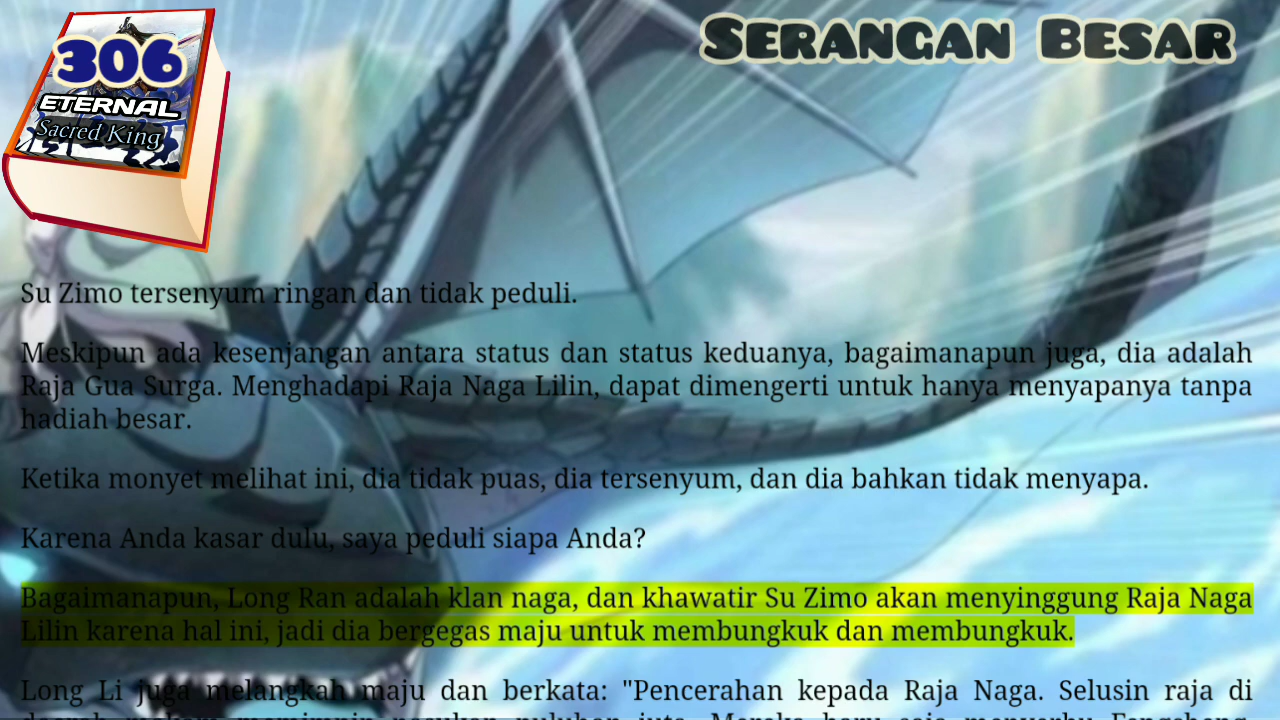 306
ETERNAL
Sacred King
SERANGAN BESAR
Su Zimo tersenyum ringan dan tidak peduli.
Meskipun ada kesenjangan antara status dan status keduanya, bagaimanapun juga, dia adalah
Raja Gua Surga. Menghadapi Raja Naga Lilin, dapat dimengerti untuk hanya menyapanya tanpa
hadiah besar.
Ketika monyet melihat ini, dia tidak puas, dia tersenyum, dan dia bahkan tidak menyapa.
Karena Anda kasar dulu, saya peduli siapa Anda?
Bagaimanapun, Long Ran adalah klan naga, dan khawatir Su Zimo akan menyinggung Raja Naga
Lilin karena hal ini, jadi dia bergegas maju untuk membungkuk dan membungkuk.
Long Li juga melangkah maju dan berkata: "Pencerahan kepada Raja Naga. Selusin raja di